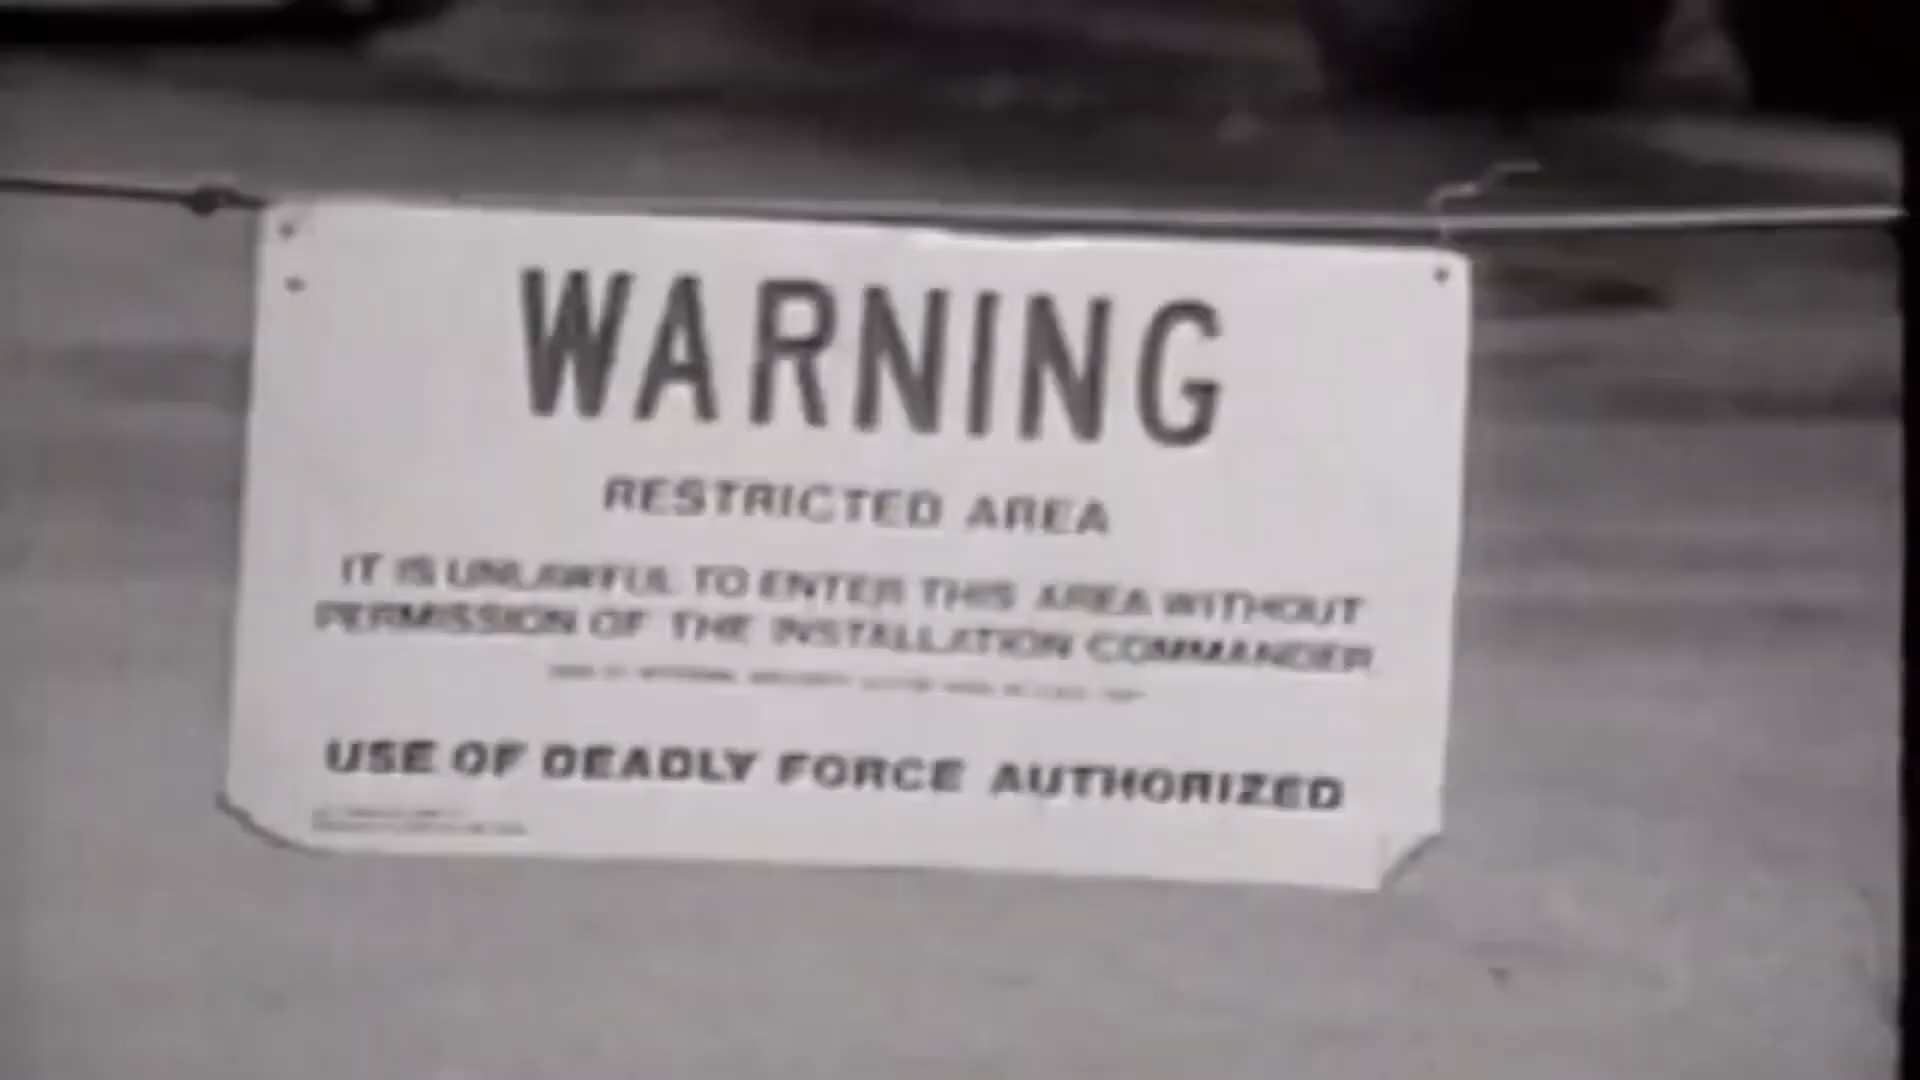 WARNING
RESTRICTED AREA
IT IS UNLAWFUL TO ENTER THIS AREA WITHOUT
PERMISSION OF THE INSTALLATION COMMANDER
USE OF DEADLY FORCE AUTHORIZED